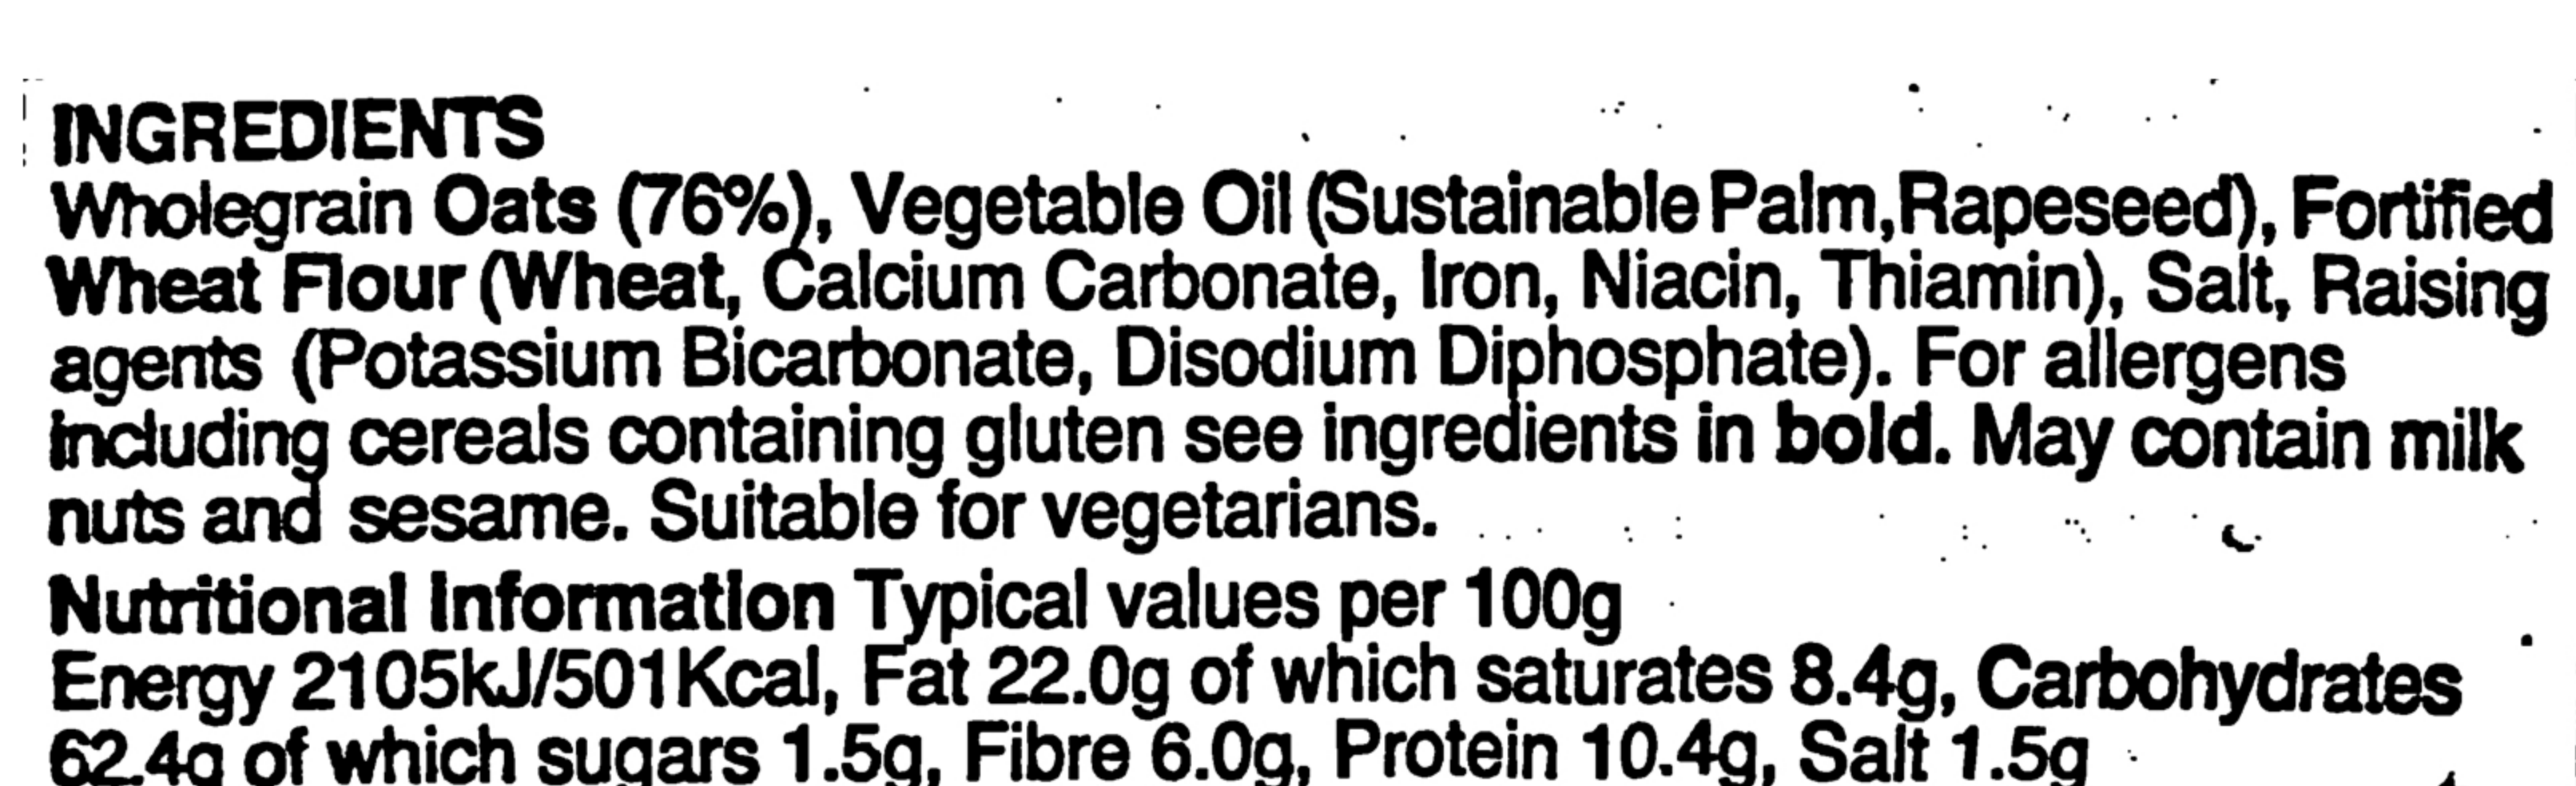 INGREDIENTS
Wholegrain Oats (76%), Vegetable Oil (Sustainable Palm, Rapeseed), Fortified
Wheat Flour (Wheat, Calcium Carbonate, Iron, Niacin, Thiamin), Salt, Raising
agents (Potassium Bicarbonate, Disodium Diphosphate). For allergens
including cereals containing gluten see ingredients in bold. May contain milk
nuts and sesame. Suitable for vegetarians.
Nutritional Information Typical values per 100g
Energy 2105kJ/501Kcal, Fat 22.0g of which saturates 8.4g, Carbohydrates
62.4g of which sugars 1.5g, Fibre 6.0g, Protein 10.4g, Salt 1.5g